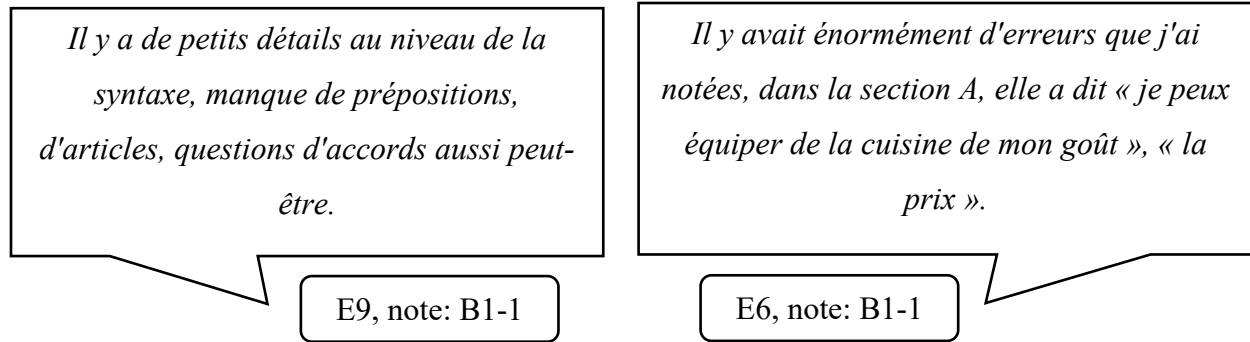 Il y a de petits détails au niveau de la
syntaxe, manque de prépositions,
d'articles, questions d'accords aussi peut-
être.
E9, note: B1-1
Il y avait énormément d'erreurs que j'ai
notées, dans la section A, elle a dit « je peux
équiper de la cuisine de mon goût », « la
prix ».
E6, note: B1-1